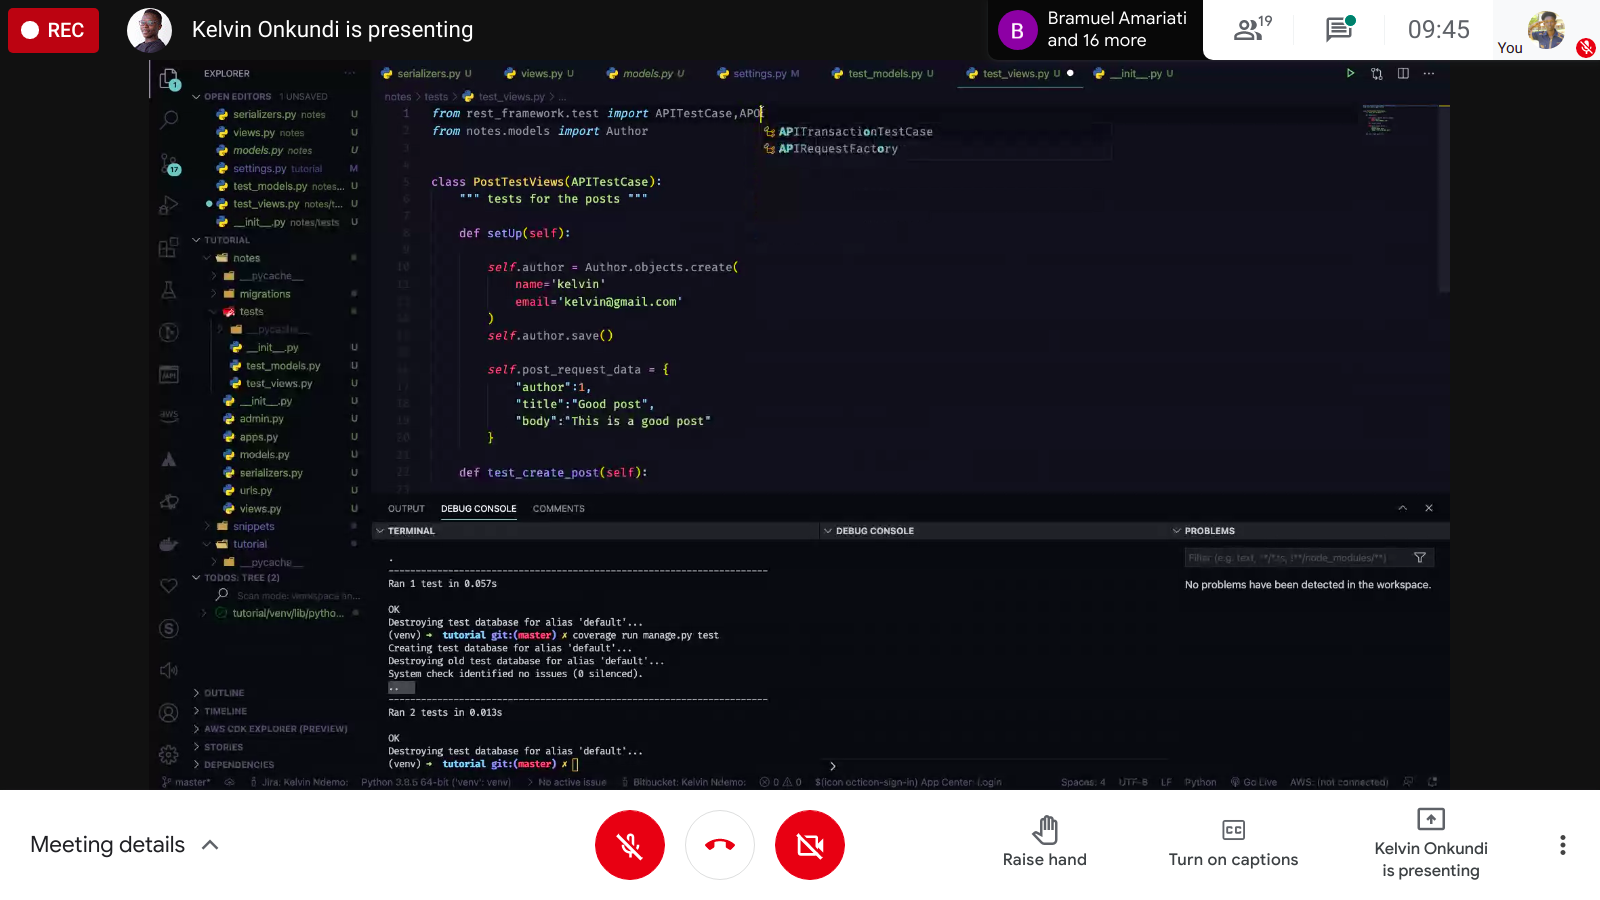 REC
Kelvin Onkundi is presenting
B
Bramuel Amariati
and 16 more
19
09:45
You
EXPLORER
OPEN EDITORS 1 UNSAVED
serializers.py notes U
views.py notes U
models.py notes U
settings.py tutorial M
test_models.py notes... U
test_views.py notes/t... U
__init__.py notes/tests U
TUTORIAL
notes
__pycache__
migrations
tests
__pycache__
__init__.py U
test_models.py U
test_views.py U
__init__.py U
admin.py U
apps.py U
models.py U
serializers.py U
urls.py U
views.py U
snippets
tutorial
__pycache__
TODOS: TREE (2)
Scan mode: workspace an...
tutorial/venv/lib/pytho...
OUTLINE
TIMELINE
AWS CDK EXPLORER (PREVIEW)
STORIES
DEPENDENCIES
1
17
serializers.py U views.py U models.py U settings.py M test_models.py U test_views.py U __init__.py U
notes > tests > test_views.py > ...
1 from rest_framework.test import APITestCase,APO
from notes.models import Author
APITransactionTestCase
APIRequestFactory
class PostTestViews(APITestCase):
""" tests for the posts """
def setUp(self):
self.author = Author.objects.create(
name='kelvin'
email='kelvin@gmail.com'
)
self.author.save()
self.post_request_data = {
"author":1,
"title":"Good post",
"body":"This is a good post"
}
def test_create_post(self):
OUTPUT DEBUG CONSOLE COMMENTS
TERMINAL
DEBUG CONSOLE
PROBLEMS
Filter (e.g. text, **/*.ts, !**/node_modules/**)
No problems have been detected in the workspace.
.
----------------------------------------------------------------------
Ran 1 test in 0.057s
OK
Destroying test database for alias 'default'...
(venv) ➜ tutorial git:(master) ✗ coverage run manage.py test
Creating test database for alias 'default'...
Destroying old test database for alias 'default'...
System check identified no issues (0 silenced).
..
----------------------------------------------------------------------
Ran 2 tests in 0.013s
OK
Destroying test database for alias 'default'...
(venv) ➜ tutorial git:(master) ✗
master* Jira: Kelvin Ndemo: Python 3.8.5 64-bit ('venv': venv) No active issue Bitbucket: Kelvin Ndemo: 0 0 $(icon octicon-sign-in) App Center: Login Spaces: 4 UTF-8 LF Python Go Live AWS: (not connected)
Meeting details
Raise hand
CC
Turn on captions
Kelvin Onkundi
is presenting